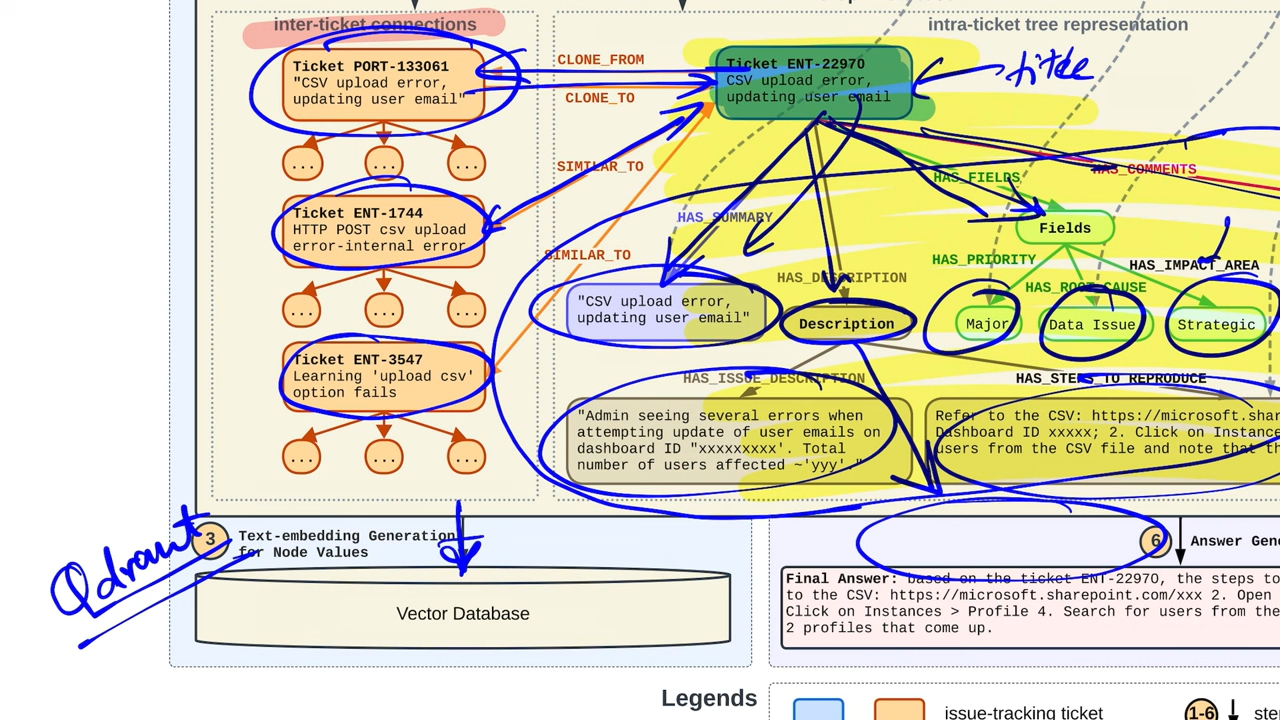 inter-ticket connections
intra-ticket tree representation
Ticket PORT-133061
"CSV upload error,
updating user email"
...
...
...
Ticket ENT-1744
HTTP POST csv upload
error-internal error
...
...
...
Ticket ENT-3547
Learning 'upload csv'
option fails
...
...
...
CLONE_FROM
CLONE_TO
SIMILAR_TO
SIMILAR_TO
Ticket ENT-22970
CSV upload error,
updating user email
HAS_SUMMARY
HAS_DESCRIPTION
HAS_FIELDS
HAS_COMMENTS
Fields
HAS_PRIORITY
HAS_IMPACT_AREA
HAS_ROOT_CAUSE
"CSV upload error,
updating user email"
Description
Major
Data Issue
Strategic
HAS_ISSUE_DESCRIPTION
HAS_STEPS_TO_REPRODUCE
"Admin seeing several errors when
attempting update of user emails on
dashboard ID "xxxxxxxxx'. Total
number of users affected ~'yyy'."
Refer to the CSV: https://microsoft.shar
Dashboard ID xxxxx; 2. Click on Instanc
users from the CSV file and note that th
Qdrant
3
Text-embedding Generation
for Node Values
Vector Database
6
Answer Gen
Final Answer: based on the ticket ENT-22970, the steps to
to the CSV: https://microsoft.sharepoint.com/xxx 2. Open
Click on Instances > Profile 4. Search for users from the
2 profiles that come up.
Legends
issue-tracking ticket
1-6